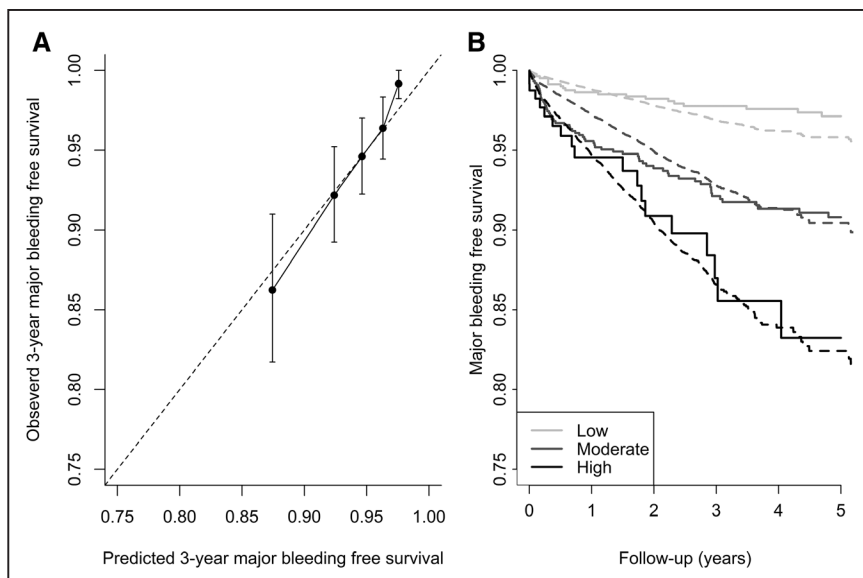 A
Obseverd 3-year major bleeding free survival
1.00
0.95
0.90
0.85
0.80
0.75
0.75 0.80 0.85 0.90 0.95 1.00
Predicted 3-year major bleeding free survival
B
Major bleeding free survival
1.00
0.95
0.90
0.85
0.80
0.75
Low
Moderate
High
0 1 2 3 4 5
Follow-up (years)